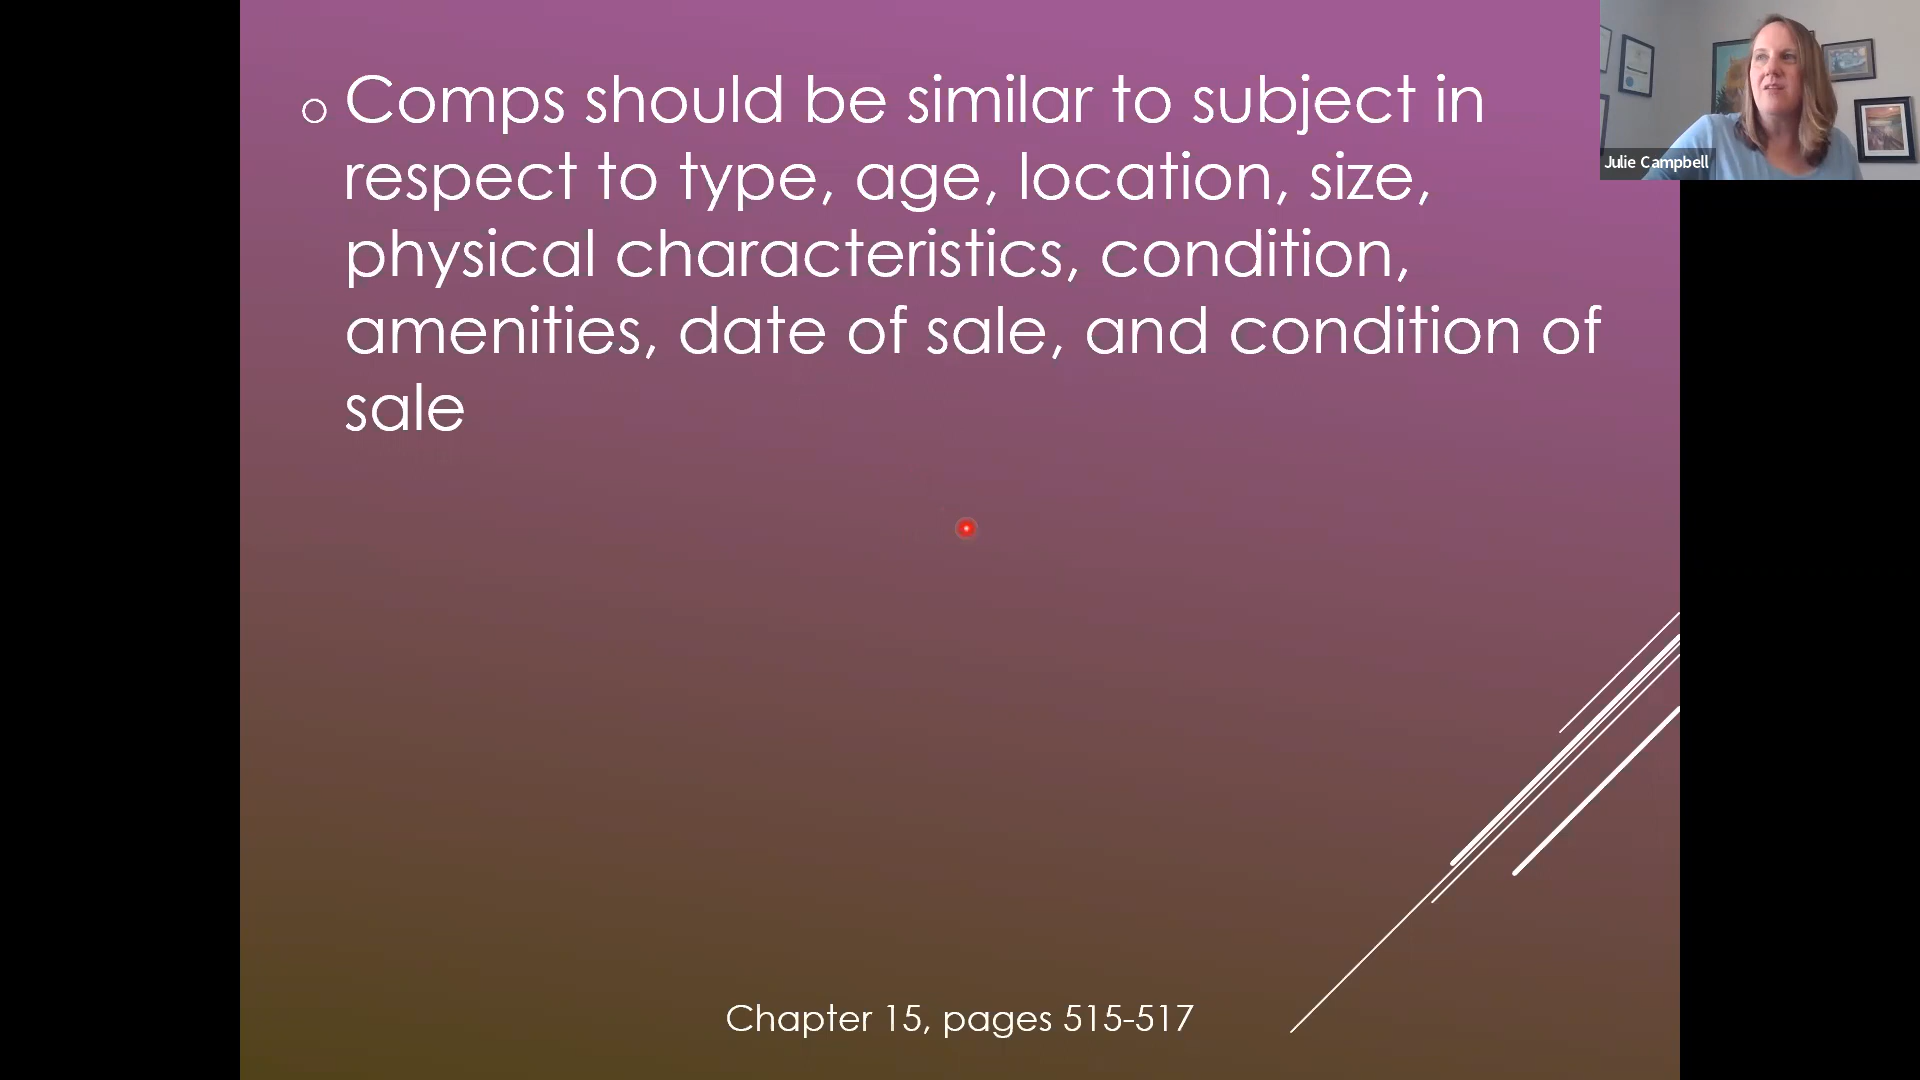 Comps should be similar to subject in
respect to type, age, location, size,
physical characteristics, condition,
amenities, date of sale, and condition of
sale
Julie Campbell
Chapter 15, pages 515-517